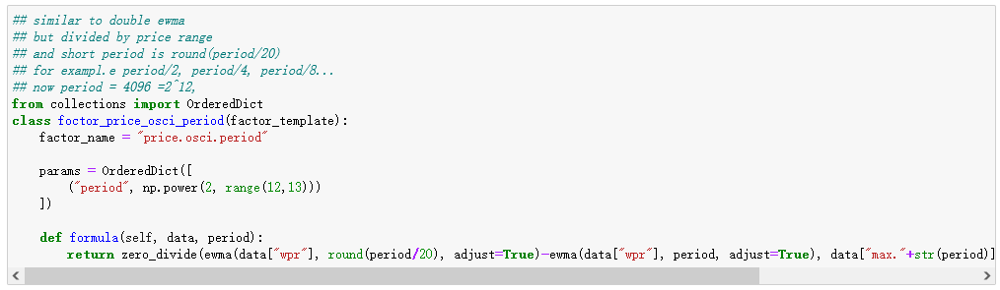 ## similar to double ewma
## but divided by price range
## and short period is round(period/20)
## for exampl.e period/2, period/4, period/8...
## now period = 4096 =2^12,
from collections import OrderedDict
class foctor_price_osci_period(factor_template):
    factor_name = "price.osci.period"
    params = OrderedDict([
        ("period", np.power(2, range(12,13)))
    ])
    def formula(self, data, period):
        return zero_divide(ewma(data["wpr"], round(period/20), adjust=True)-ewma(data["wpr"], period, adjust=True), data["max."+str(period)]